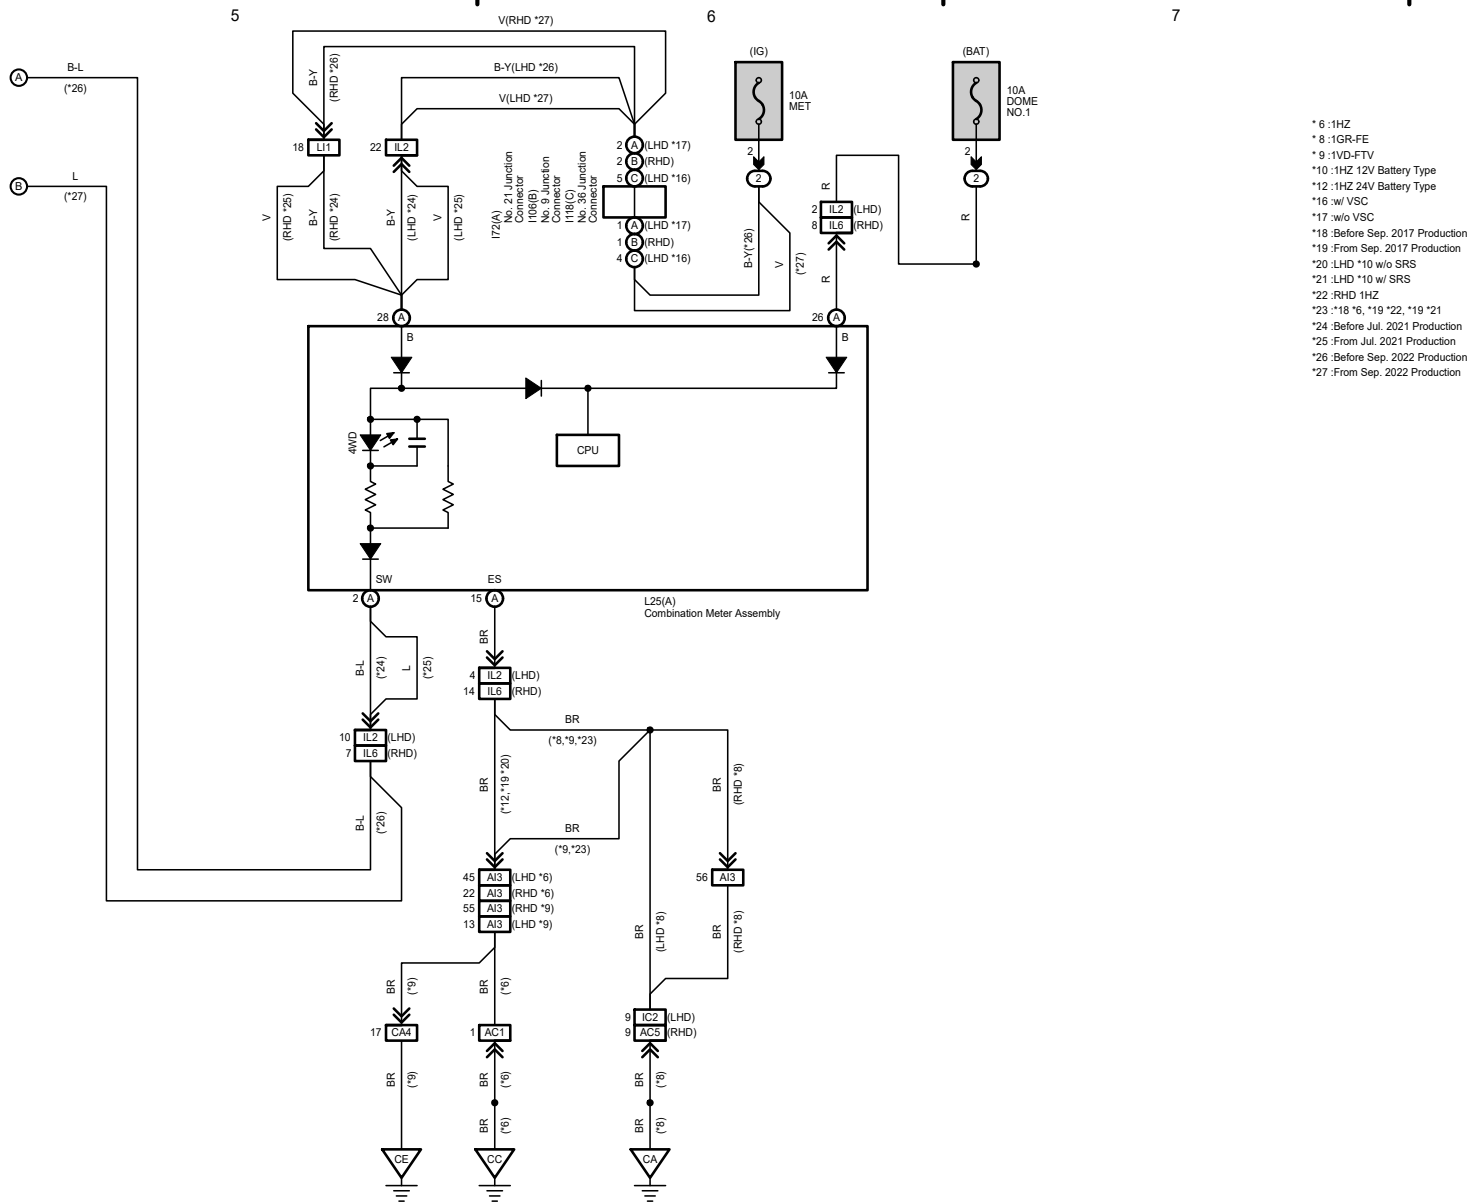 5
6
7
V(RHD *27)
B-Y
(RHD *26)
B-Y(LHD *26)
V(LHD *27)
A
B-L
(*26)
B
L
(*27)
(IG)
10A
MET
2
2
(BAT)
10A
DOME
NO.1
2
2
18 LI1
22 IL2
2 A (LHD *17)
2 B (RHD)
5 C (LHD *16)
I72(A)
No. 21 Junction
Connector
I106(B)
No. 9 Junction
Connector
I118(C)
No. 36 Junction
Connector
1 A (LHD *17)
1 B (RHD)
4 C (LHD *16)
V
(RHD *25)
B-Y
(RHD *24)
B-Y
(LHD *24)
V
(LHD *25)
B-Y(*26)
V
(*27)
R
2 IL2 (LHD)
8 IL6 (RHD)
R
R
28 A
B
26 A
B
4WD
CPU
SW
ES
2 A
15 A
L25(A)
Combination Meter Assembly
B-L
(*24)
L
(*25)
BR
4 IL2 (LHD)
14 IL6 (RHD)
10 IL2 (LHD)
7 IL6 (RHD)
B-L
(*26)
BR
(*8,*9,*23)
BR
(*12, *19 *20)
BR
(*9,*23)
BR
(RHD *8)
45 AI3 (LHD *6)
22 AI3 (RHD *6)
55 AI3 (RHD *9)
13 AI3 (LHD *9)
56 AI3
BR
(LHD *8)
BR
(RHD *8)
BR
(*9)
BR
(*6)
17 CA4
1 AC1
9 IC2 (LHD)
9 AC5 (RHD)
BR
(*9)
BR
(*6)
BR
(*8)
BR
(*6)
BR
(*8)
CE
CC
CA
* 6 :1HZ
* 8 :1GR-FE
* 9 :1VD-FTV
*10 :1HZ 12V Battery Type
*12 :1HZ 24V Battery Type
*16 :w/ VSC
*17 :w/o VSC
*18 :Before Sep. 2017 Production
*19 :From Sep. 2017 Production
*20 :LHD *10 w/o SRS
*21 :LHD *10 w/ SRS
*22 :RHD 1HZ
*23 :*18 *6, *19 *22, *19 *21
*24 :Before Jul. 2021 Production
*25 :From Jul. 2021 Production
*26 :Before Sep. 2022 Production
*27 :From Sep. 2022 Production